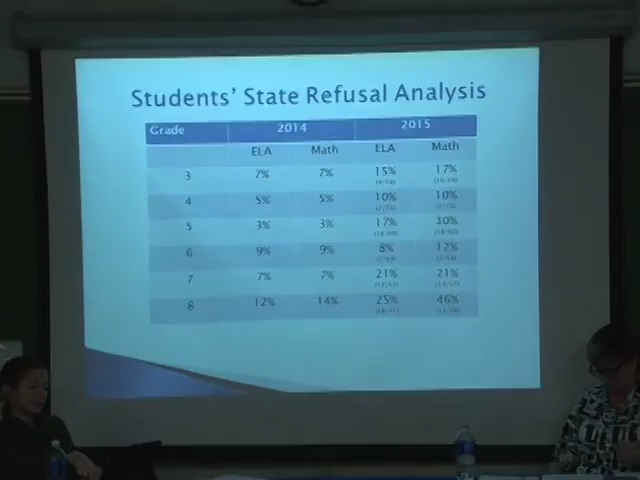 Students' State Refusal Analysis
Grade 2014 2015
ELA Math ELA Math
3 7% 7% 15% 17%
4 5% 5% 10% 10%
5 3% 3% 17% 30%
6 9% 9% 8% 12%
7 7% 7% 21% 21%
8 12% 14% 25% 46%